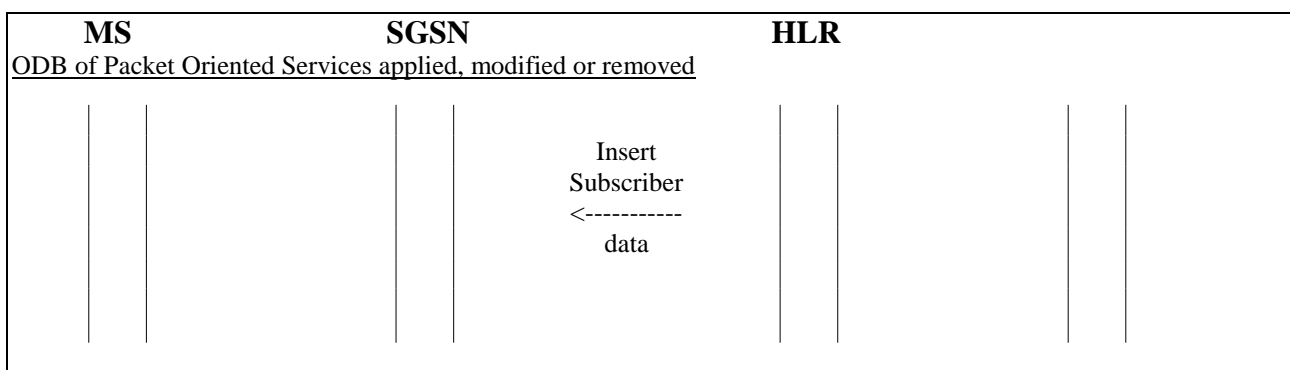 MS SGSN HLR
ODB of Packet Oriented Services applied, modified or removed
Insert
Subscriber
<-----------
data